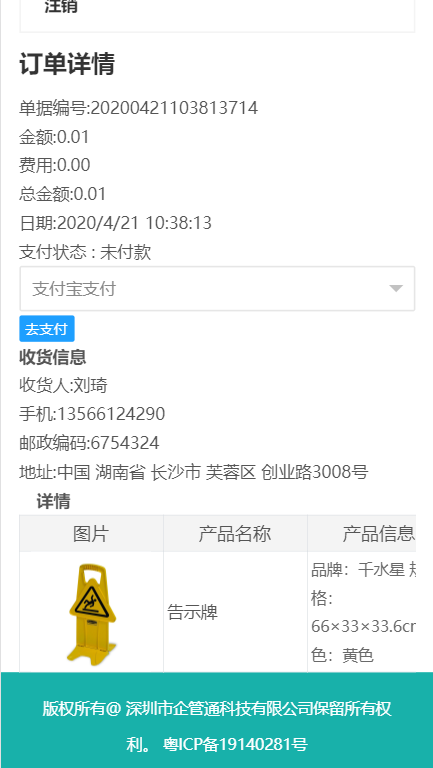 注销
订单详情
单据编号:20200421103813714
金额:0.01
费用:0.00
总金额:0.01
日期:2020/4/21 10:38:13
支付状态 : 未付款
支付宝支付
去支付
收货信息
收货人:刘琦
手机:13566124290
邮政编码:6754324
地址:中国 湖南省 长沙市 芙蓉区 创业路3008号
详情
图片 产品名称 产品信息
告示牌
品牌：千水星
格：
66×33×33.6cm
色：黄色
版权所有@ 深圳市企管通科技有限公司保留所有权
利。 粤ICP备19140281号